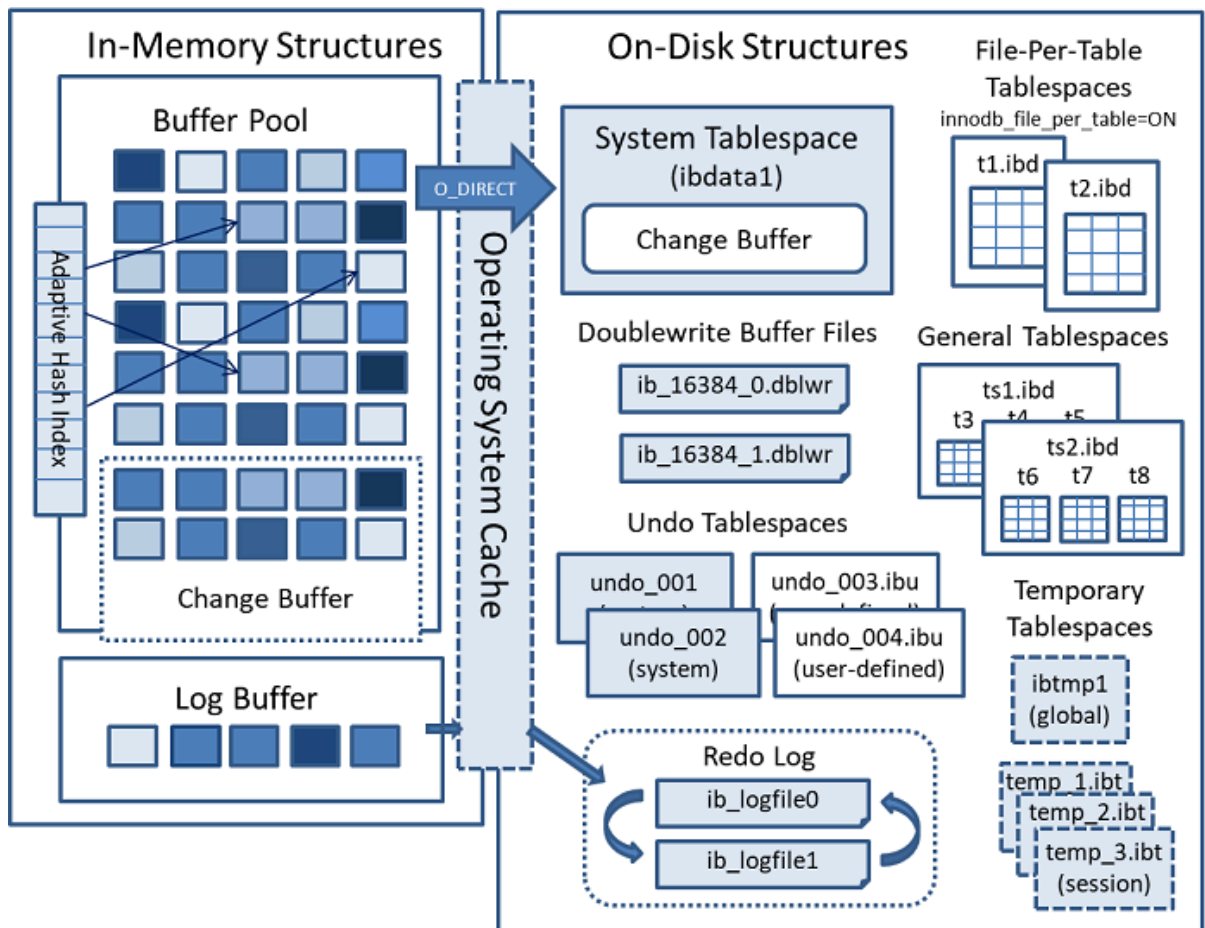 In-Memory Structures
Buffer Pool
Adaptive Hash Index
Change Buffer
Log Buffer
O_DIRECT
Operating System Cache
On-Disk Structures
System Tablespace
(ibdata1)
Change Buffer
Doublewrite Buffer Files
ib_16384_0.dblwr
ib_16384_1.dblwr
Undo Tablespaces
undo_001
undo_002
(system)
undo_003.ibu
undo_004.ibu
(user-defined)
Redo Log
ib_logfile0
ib_logfile1
File-Per-Table
Tablespaces
innodb_file_per_table=ON
t1.ibd
t2.ibd
General Tablespaces
ts1.ibd
t3 t4 t5
ts2.ibd
t6 t7 t8
Temporary
Tablespaces
ibtmp1
(global)
temp_1.ibt
temp_2.ibt
temp_3.ibt
(session)